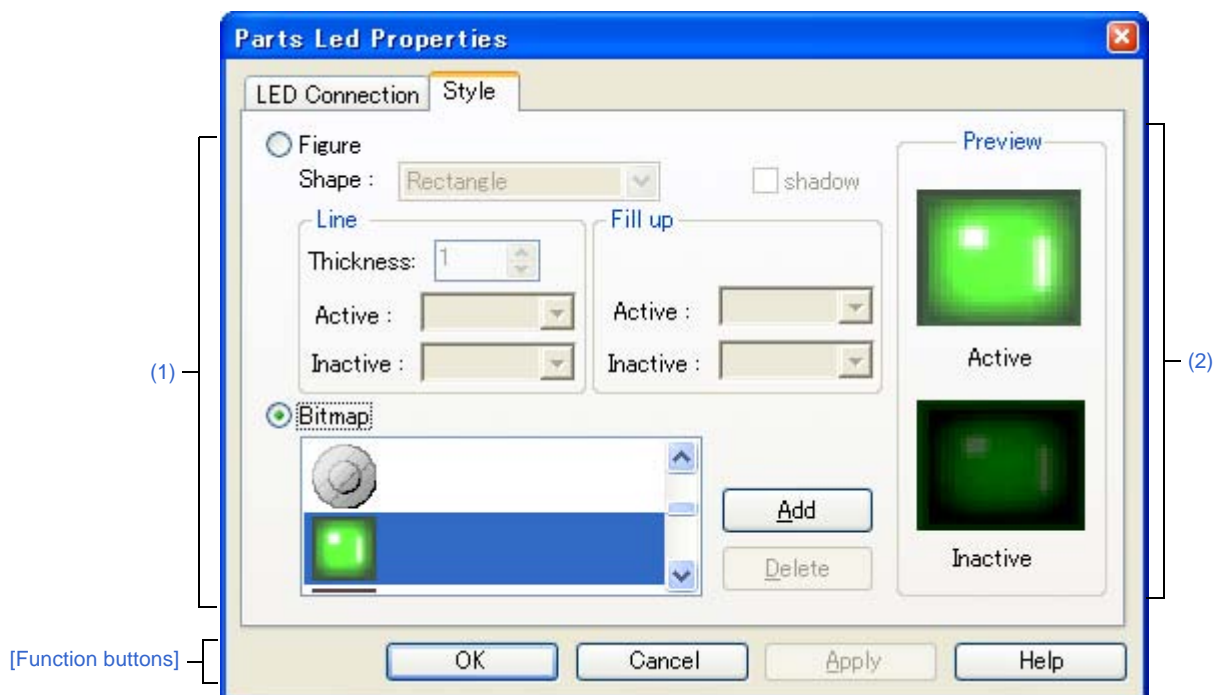 Parts Led Properties
LED Connection Style
Figure
Shape : Rectangle shadow
Line
Thickness: 1
Active :
Inactive :
Fill up
Active :
Inactive :
Bitmap
Add
Delete
Preview
Active
Inactive
(1)
(2)
[Function buttons]
OK Cancel Apply Help